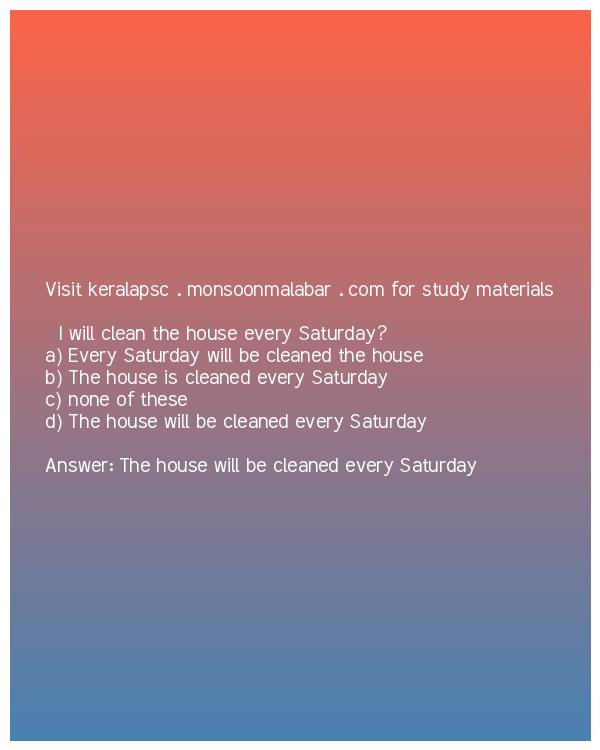 Visit keralapsc . monsoonmalabar . com for study materials
I will clean the house every Saturday?
a) Every Saturday will be cleaned the house
b) The house is cleaned every Saturday
c) none of these
d) The house will be cleaned every Saturday
Answer: The house will be cleaned every Saturday